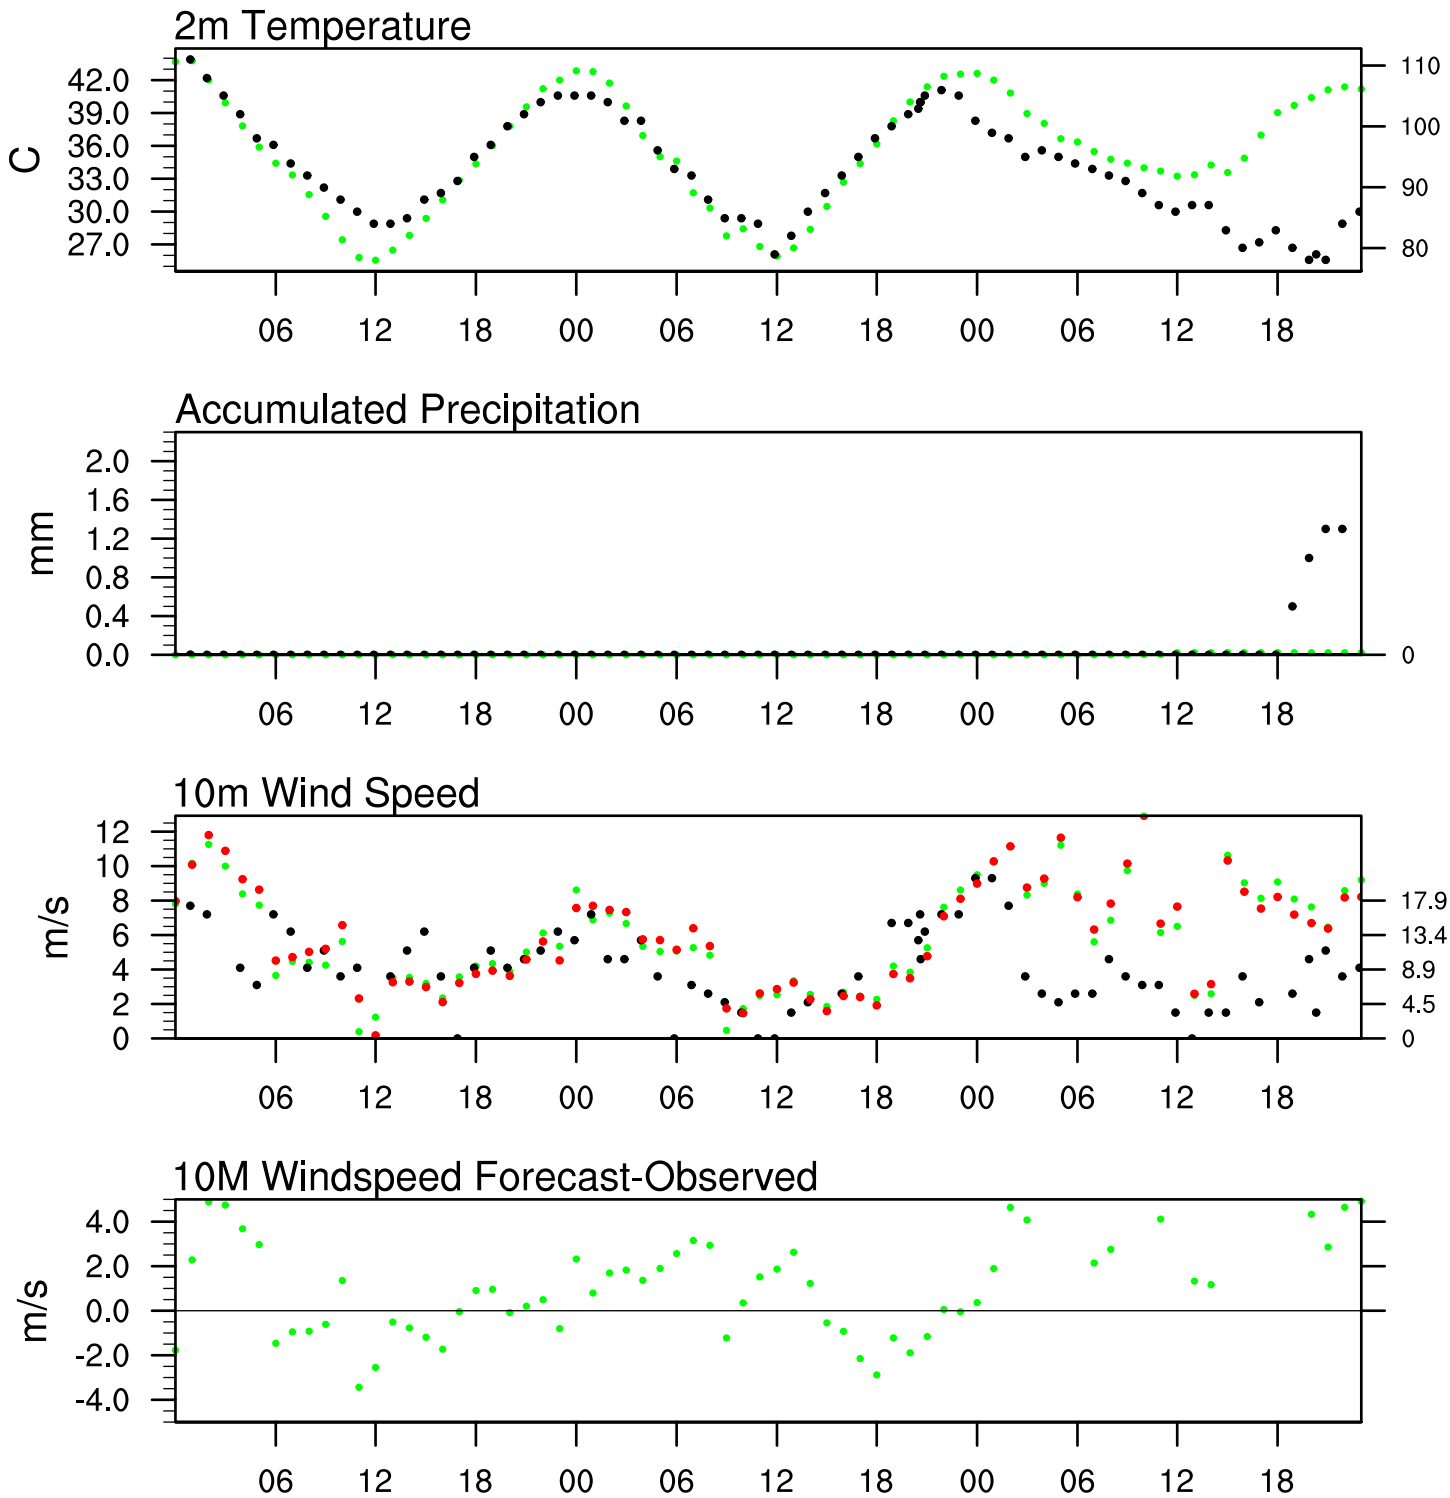 2m Temperature
C
42.0
39.0
36.0
33.0
30.0
27.0
110
100
90
80
06 12 18 00 06 12 18 00 06 12 18
Accumulated Precipitation
mm
2.0
1.6
1.2
0.8
0.4
0.0
0
06 12 18 00 06 12 18 00 06 12 18
10m Wind Speed
m/s
12
10
8
6
4
2
0
17.9
13.4
8.9
4.5
0
06 12 18 00 06 12 18 00 06 12 18
10M Windspeed Forecast-Observed
m/s
4.0
2.0
0.0
-2.0
-4.0
06 12 18 00 06 12 18 00 06 12 18